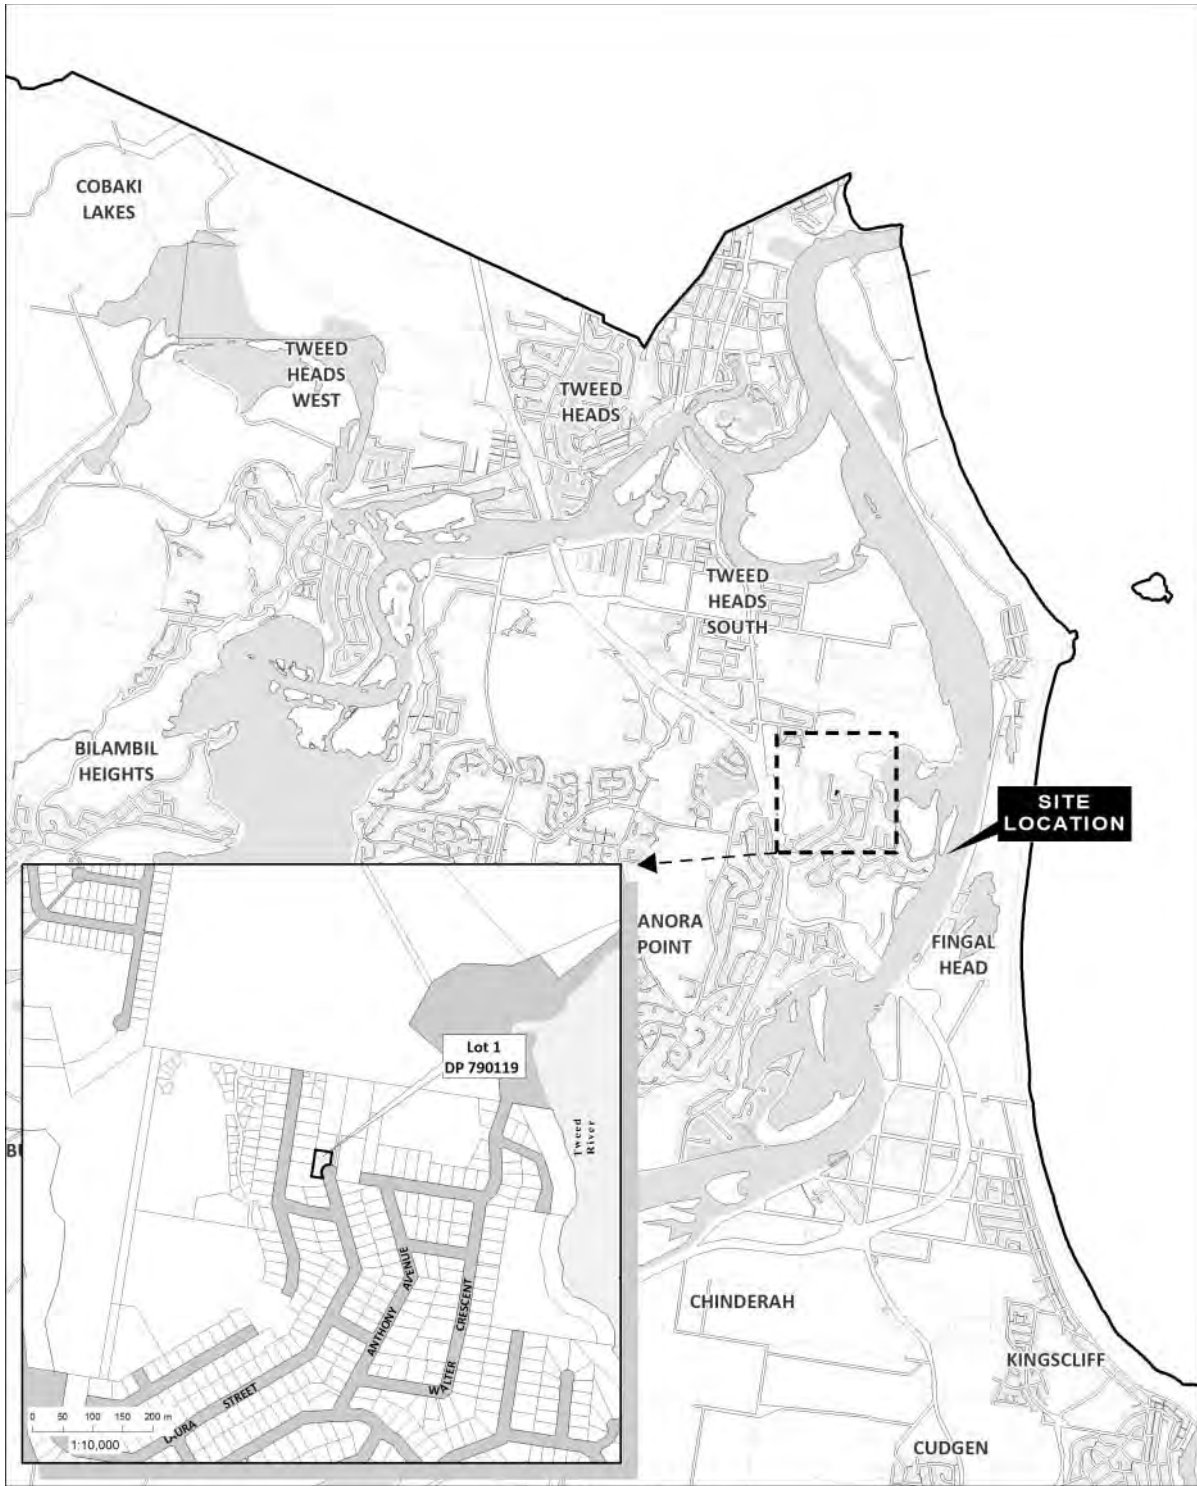 COBAKI
LAKES
TWEED
HEADS
WEST
TWEED
HEADS
TWEED
HEADS
SOUTH
BILAMBIL
HEIGHTS
SITE
LOCATION
ANORA
POINT
FINGAL
HEAD
Lot 1
DP 790119
Tweed
River
ANTHONY AVENUE
WALTER CRESCENT
LAURA STREET
0 50 100 150 200 m
1:10,000
CHINDERAH
KINGSCLIFF
CUDGEN